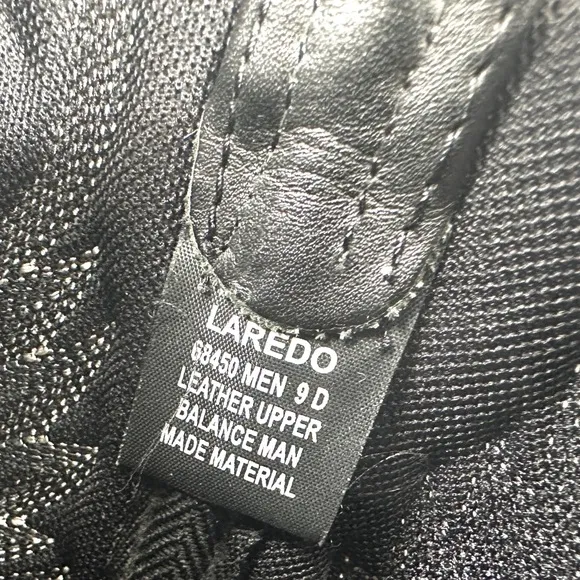 LAREDO
68450 MEN 9 D
LEATHER UPPER
BALANCE MAN
MADE MATERIAL